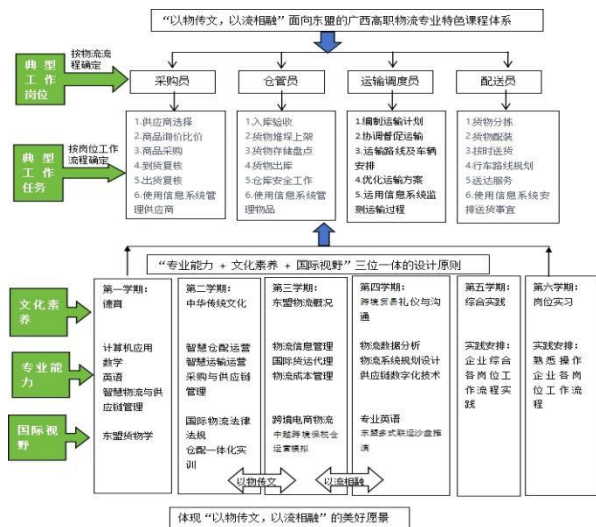 “以物传文，以流相融”面向东盟的广西高职物流专业特色课程体系
典型
工作
岗位
按物流流
程确定
采购员
仓管员
运输调度员
配送员
典型
工作
任务
按岗位工作
流程确定
1.供应商选择
2.商品询价比价
3.商品采购
4.到货复核
5.出货复核
6.使用信息系统管
理供应商
1.入库验收
2.货物堆垛上架
3.货物存储盘点
4.货物出库
5.仓库安全工作
6.使用信息系统管
理物品
1.编制运输计划
2.协调督促运输
3.运输路线及车辆
安排
4.优化运输方案
5.运用信息系统监
测运输过程
1.货物分拣
2.货物配装
3.按时送货
4.行车路线规划
5.送达服务
6.使用信息系统安
排送货事宜
“专业能力 + 文化素养 + 国际视野”三位一体的设计原则
文化素
养
专业能
力
国际视野
第一学期：
德育
计算机应用
数学
英语
智慧物流与供
应链管理
东盟货物学
第二学期：
中华传统文化
智慧仓配运营
智慧运输运营
采购与供应链
管理
国际物流法律
法规
仓配一体化实
训
第三学期：
东盟物流概况
物流信息管理
国际货运代理
物流成本管理
跨境电商物流
中越跨境保税仓
运营模拟
第四学期：
跨境贸易礼仪与沟
通
物流数据分析
物流系统规划设计
供应链数字化技术
专业英语
东盟多式联运沙盘推
演
第五学期：
综合实践
实践安排：
企业综合
各岗位工
作流程实
践
第六学期：
岗位实习
实践安排：
熟悉操作
企业各岗
位工作流
程
以物传文
以流相融
体现“以物传文，以流相融”的美好愿景